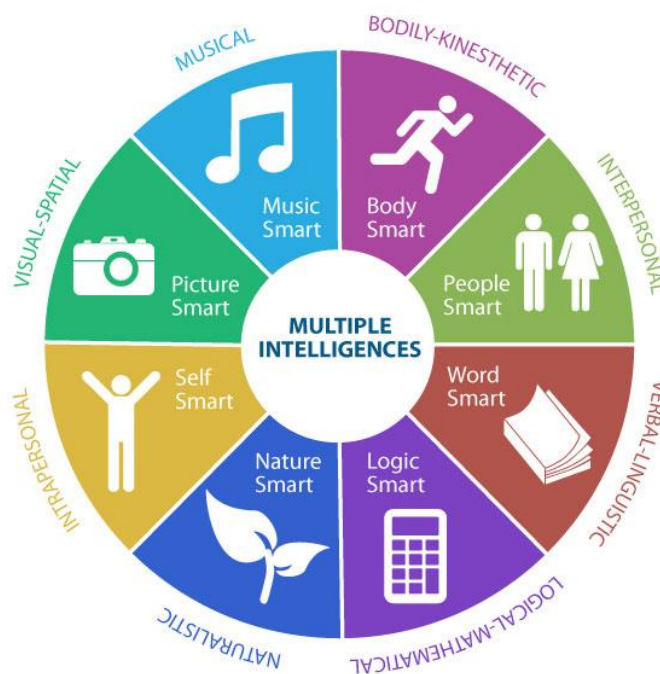 MUSICAL
BODILY-KINESTHETIC
VISUAL-SPATIAL
INTERPERSONAL
Music
Smart
Body
Smart
Picture
Smart
People
Smart
MULTIPLE
INTELLIGENCES
Self
Smart
Word
Smart
Nature
Smart
Logic
Smart
INTRAPERSONAL
VERBAL-LINGUISTIC
NATURALISTIC
LOGICAL-MATHEMATICAL